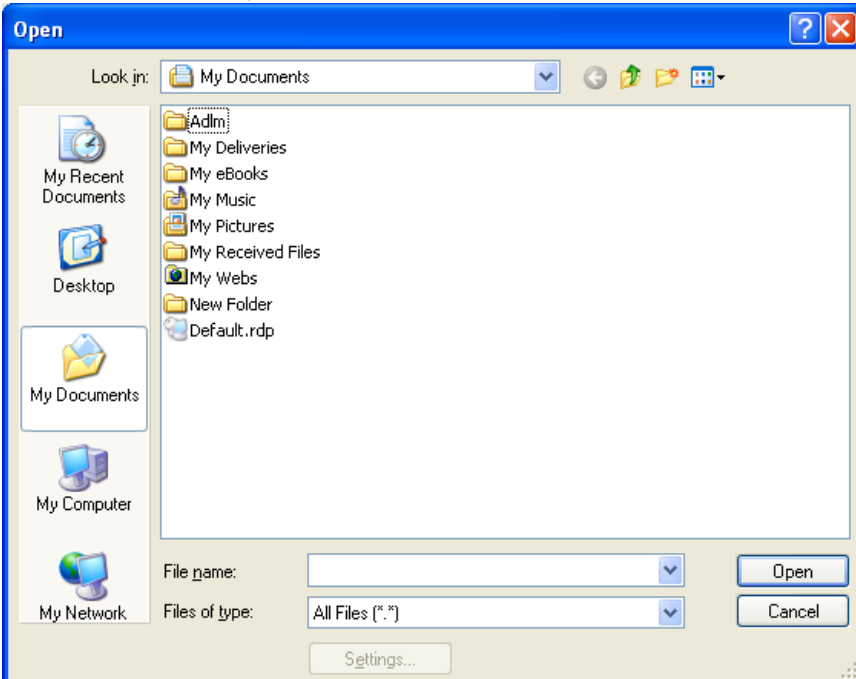 Open
Look in: My Documents
My Recent
Documents
Desktop
My Documents
My Computer
My Network
Adlm
My Deliveries
My eBooks
My Music
My Pictures
My Received Files
My Webs
New Folder
Default.rdp
File name:
Open
Files of type: All Files (*.*)
Cancel
Settings...